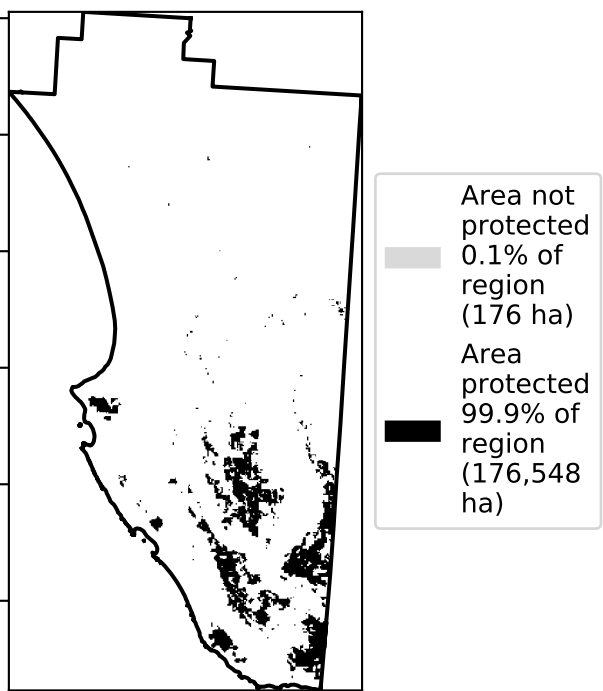 Area not
protected
0.1% of
region
(176 ha)
Area
protected
99.9% of
region
(176,548
ha)